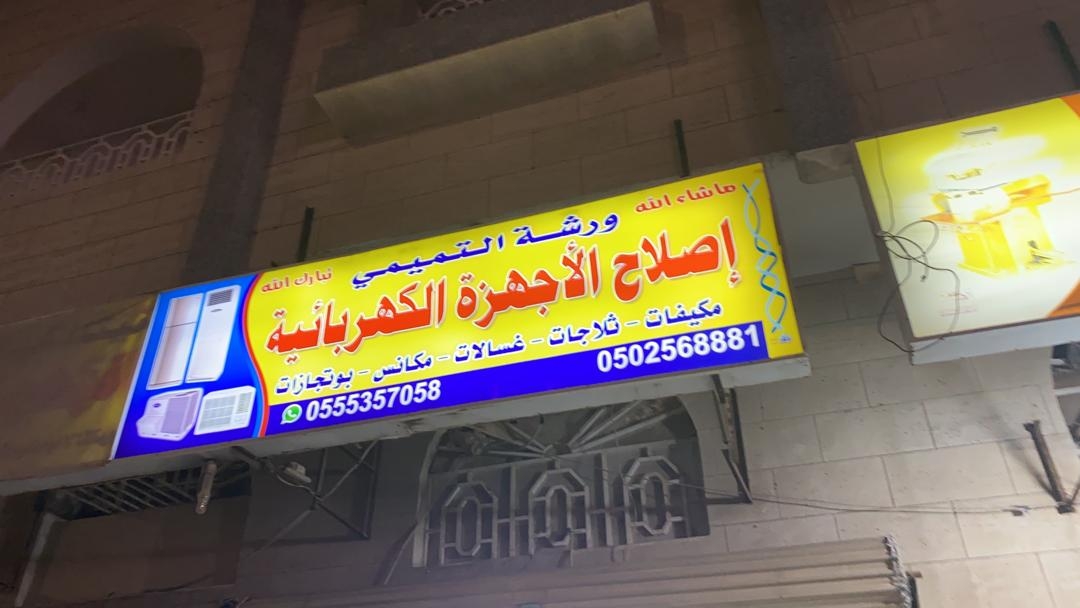 ماشاء الله
تبارك الله
ورشة التميمي
إصلاح الأجهزة الكهربائية
مكيفات - ثلاجات - غسالات - مكانس - بوتجازات
0502568881
0555357058